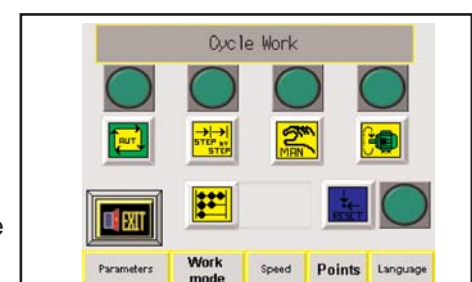 Cycle Work
AUT
STEP BY
STEP
MAN
e
EXIT
RESET
Parameters
Work
mode
Speed
Points
Language